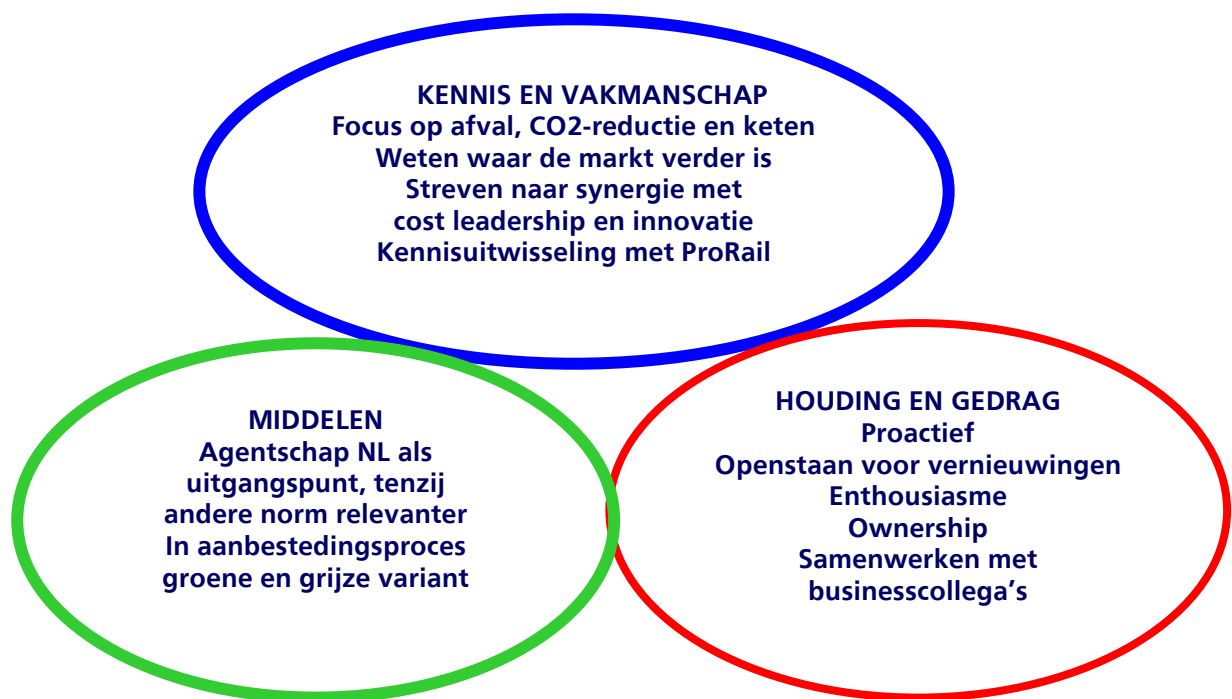 KENNIS EN VAKMANSCHAP
Focus op afval, CO2-reductie en keten
Weten waar de markt verder is
Streven naar synergie met
cost leadership en innovatie
Kennisuitwisseling met ProRail
MIDDELEN
Agentschap NL als
uitgangspunt, tenzij
andere norm relevanter
In aanbestedingsproces
groene en grijze variant
HOUDING EN GEDRAG
Proactief
Openstaan voor vernieuwingen
Enthousiasme
Ownership
Samenwerken met
businesscollega’s